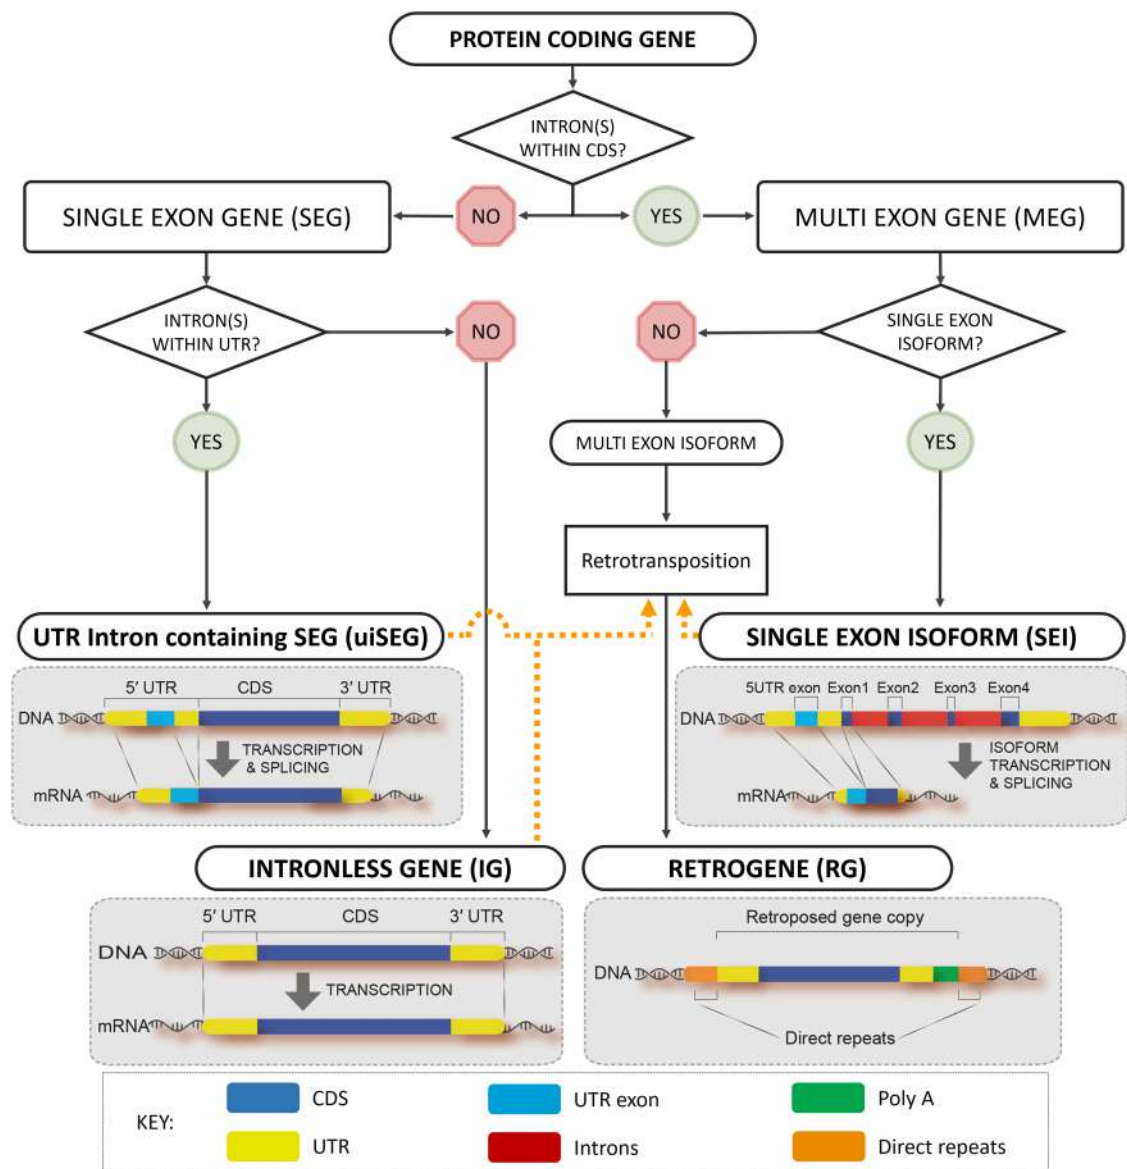 PROTEIN CODING GENE
INTRON(S)
WITHIN CDS?
SINGLE EXON GENE (SEG)
NO
YES
MULTI EXON GENE (MEG)
INTRON(S)
WITHIN UTR?
NO
NO
SINGLE EXON
ISOFORM?
YES
MULTI EXON ISOFORM
YES
Retrotransposition
UTR Intron containing SEG (uiSEG)
SINGLE EXON ISOFORM (SEI)
5′ UTR CDS 3′ UTR
DNA
TRANSCRIPTION
& SPLICING
mRNA
5UTR exon Exon1 Exon2 Exon3 Exon4
DNA
ISOFORM
TRANSCRIPTION
& SPLICING
mRNA
INTRONLESS GENE (IG)
RETROGENE (RG)
5′ UTR CDS 3′ UTR
DNA
TRANSCRIPTION
mRNA
Retroposed gene copy
DNA
Direct repeats
KEY:
CDS
UTR exon
Poly A
UTR
Introns
Direct repeats